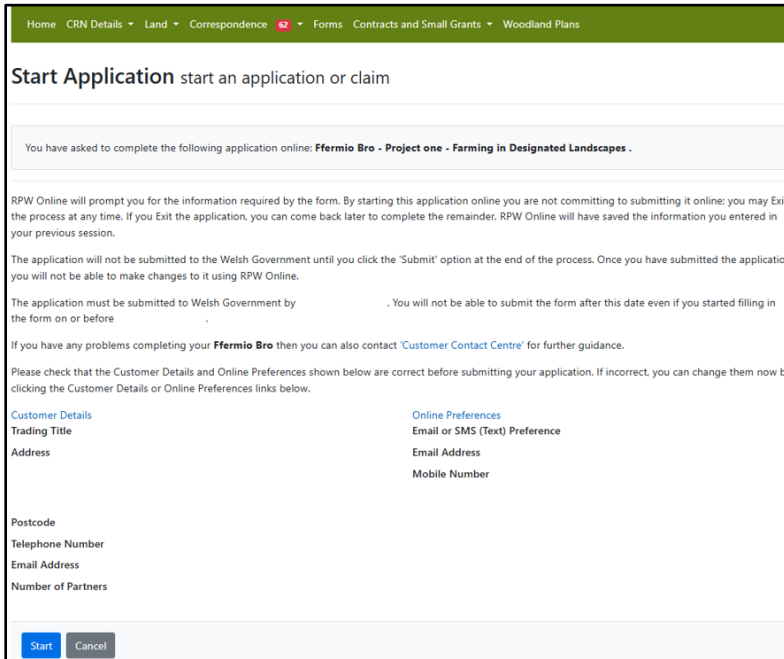 Home CRN Details Land Correspondence 62 Forms Contracts and Small Grants Woodland Plans
Start Application start an application or claim
You have asked to complete the following application online: Ffermio Bro - Project one - Farming in Designated Landscapes .
RPW Online will prompt you for the information required by the form. By starting this application online you are not committing to submitting it online; you may Exi
the process at any time. If you Exit the application, you can come back later to complete the remainder, RPW Online will have saved the information you entered in
your previous session.
The application will not be submitted to the Welsh Government until you click the 'Submit' option at the end of the process. Once you have submitted the applicatio
you will not be able to make changes to it using RPW Online.
The application must be submitted to Welsh Government by . You will not be able to submit the form after this date even if you started filling in
the form on or before .
If you have any problems completing your Ffermio Bro then you can also contact 'Customer Contact Centre' for further guidance.
Please check that the Customer Details and Online Preferences shown below are correct before submitting your application. If incorrect, you can change them now b
clicking the Customer Details or Online Preferences links below.
Customer Details Online Preferences
Trading Title Email or SMS (Text) Preference
Address Email Address
Mobile Number
Postcode
Telephone Number
Email Address
Number of Partners
Start Cancel